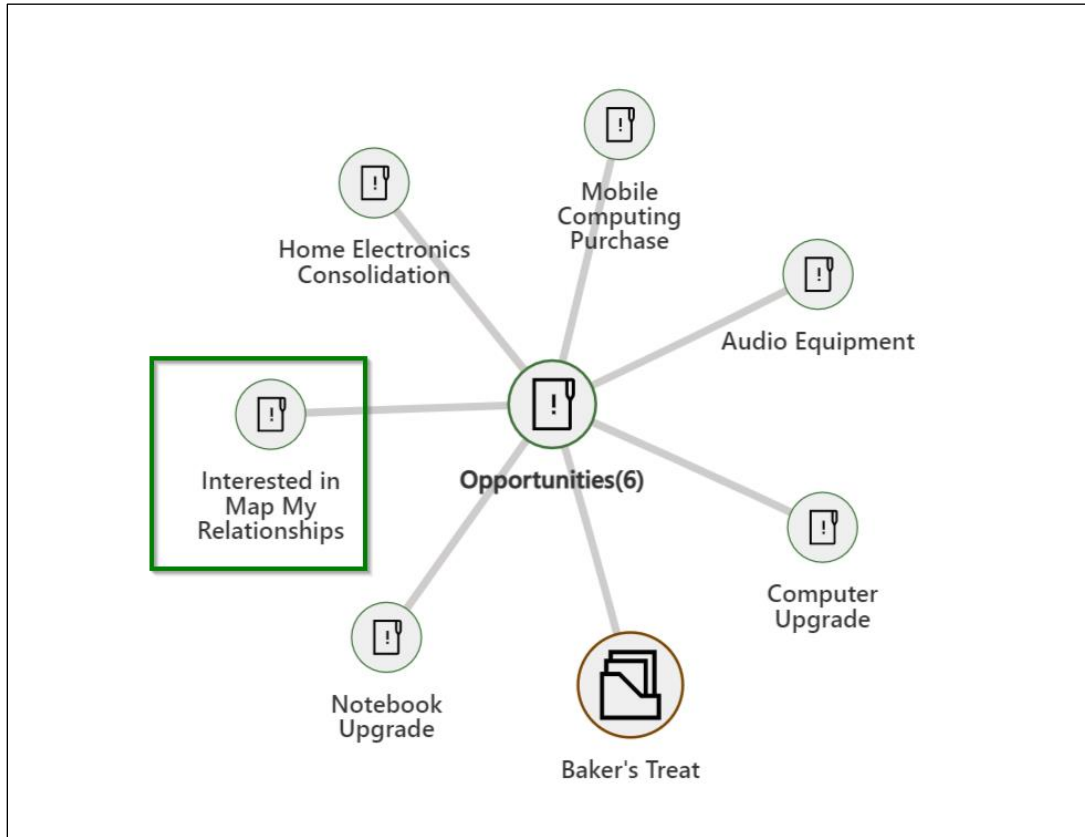 Mobile
Computing
Purchase
Home Electronics
Consolidation
Audio Equipment
Interested in
Map My
Relationships
Opportunities(6)
Computer
Upgrade
Notebook
Upgrade
Baker's Treat